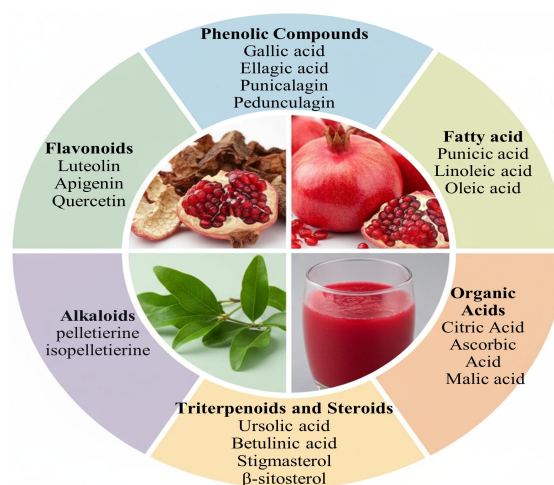 Phenolic Compounds
Gallic acid
Ellagic acid
Punicalagin
Pedunculagin
Flavonoids
Luteolin
Apigenin
Quercetin
Fatty acid
Punicic acid
Linoleic acid
Oleic acid
Alkaloids
pelletierine
isopelletierine
Organic
Acids
Citric Acid
Ascorbic
Acid
Malic acid
Triterpenoids and Steroids
Ursolic acid
Betulinic acid
Stigmasterol
β-sitosterol